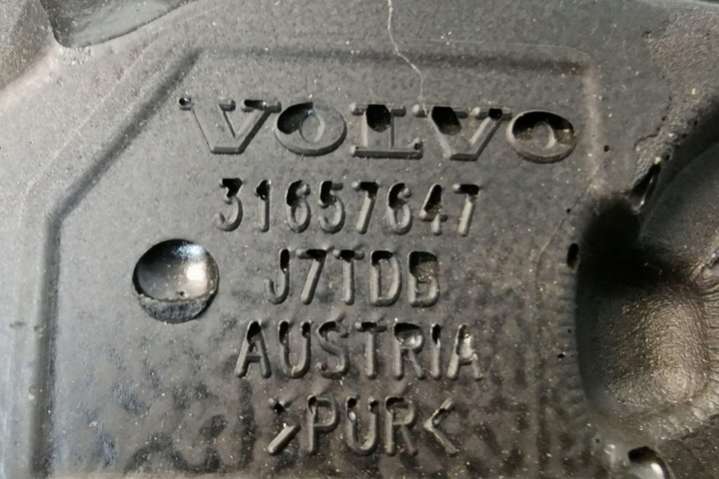 VOLVO
31657647
J7TDB
AUSTRIA
>PUR<